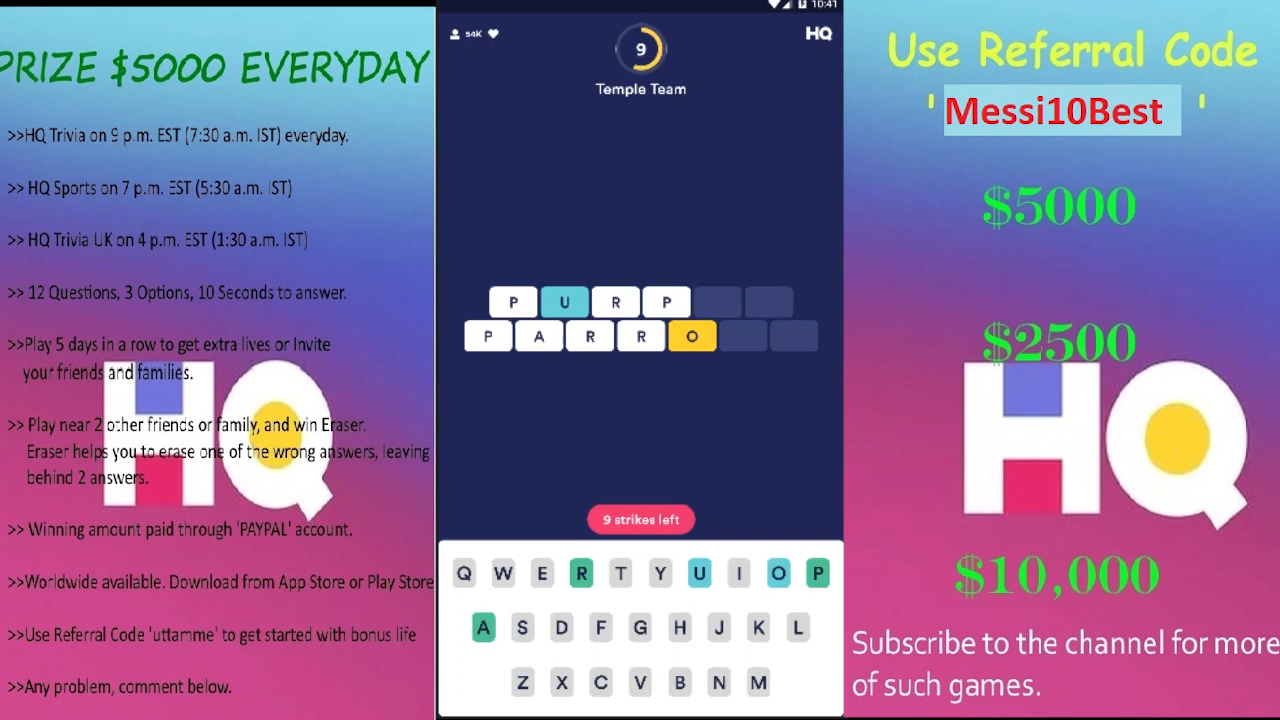 PRIZE $5000 EVERYDAY
>>HQ Trivia on 9 p.m. EST (7:30 a.m. IST) everyday.
>> HQ Sports on 7 p.m. EST (5:30 a.m. IST)
>> HQ Trivia UK on 4 p.m. EST (1:30 a.m. IST)
>> 12 Questions, 3 Options, 10 Seconds to answer.
>>Play 5 days in a row to get extra lives or Invite
your friends and families.
>> Play near 2 other friends or family, and win Eraser.
Eraser helps you to erase one of the wrong answers, leaving
behind 2 answers.
>> Winning amount paid through 'PAYPAL' account.
>>Worldwide available. Download from App Store or Play Store
>>Use Referral Code 'uttamme' to get started with bonus life
>>Any problem, comment below.
HQ
10:41
54K
HQ
9
Temple Team
P U R P
P A R R O
9 strikes left
Q W E R T Y U I O P
A S D F G H J K L
Z X C V B N M
Use Referral Code
' Messi10Best '
$5000
$2500
HQ
$10,000
Subscribe to the channel for more
of such games.